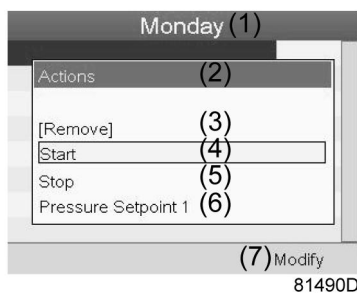 Monday (1)
Actions (2)
[Remove] (3)
Start (4)
Stop (5)
Pressure Setpoint 1 (6)
(7) Modify
81490D